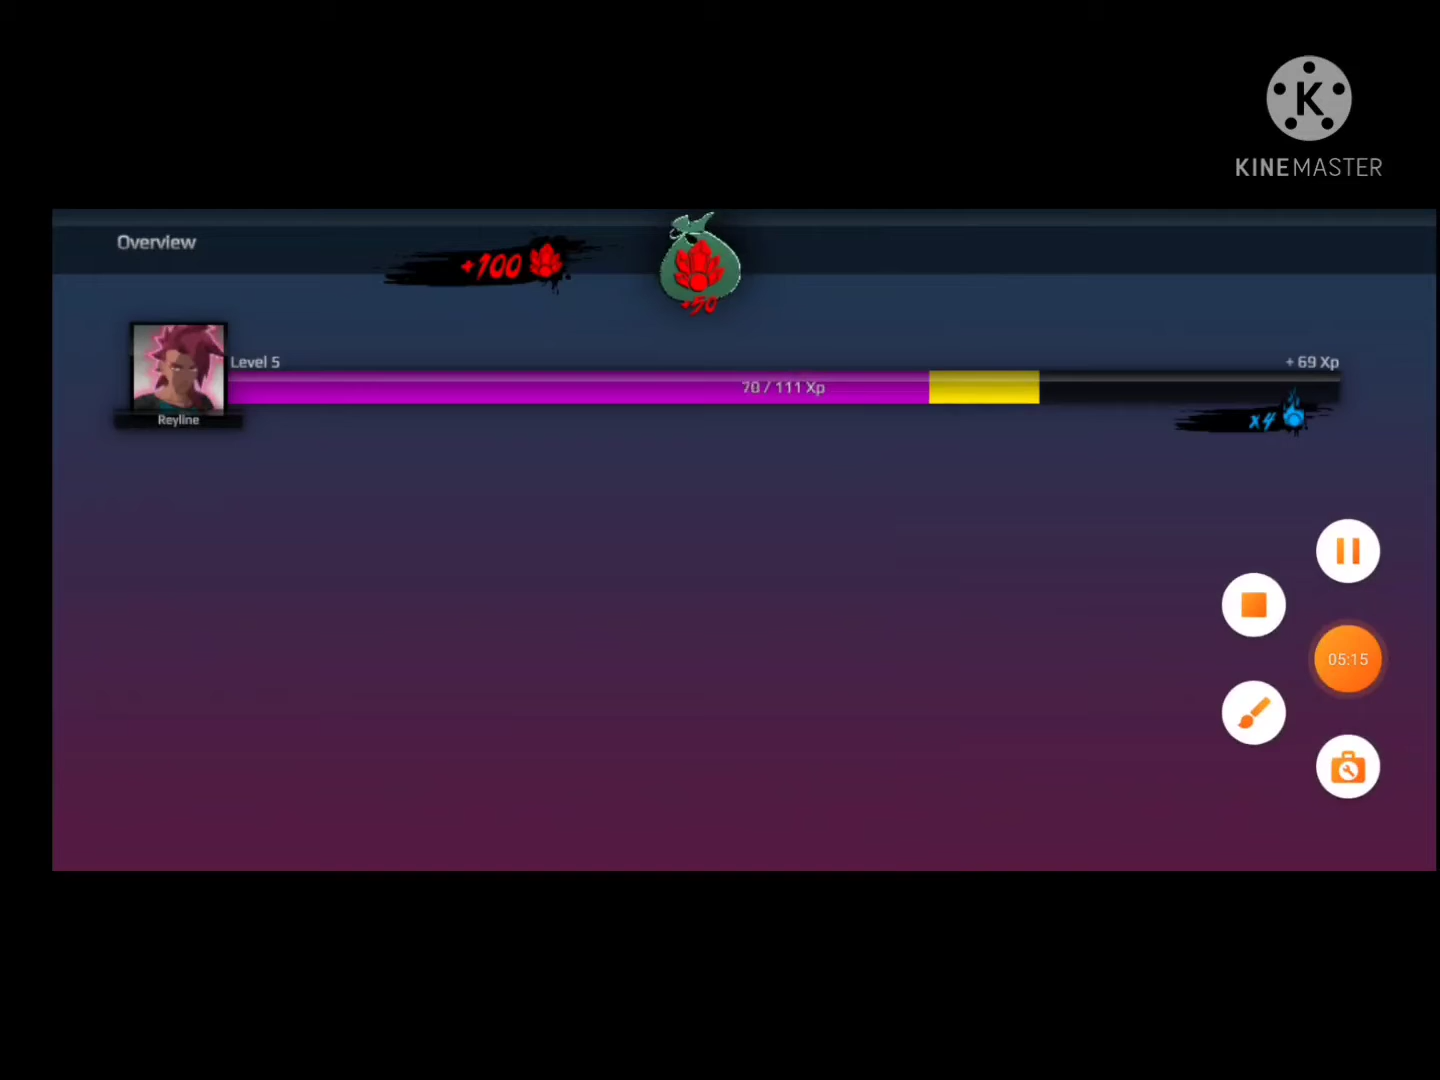 KINEMASTER
Overview
+100
+50
Level 5
+ 69 Xp
70 / 111 Xp
x4
Reyline
05:15